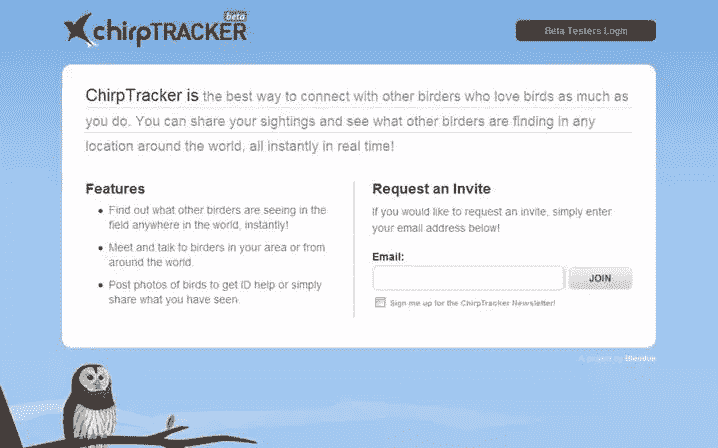 beta
chirpTRACKER
Beta Testers Login
ChirpTracker is the best way to connect with other birders who love birds as much as
you do. You can share your sightings and see what other birders are finding in any
location around the world, all instantly in real time!
Features
Find out what other birders are seeing in the
field anywhere in the world, instantly!
Meet and talk to birders in your area or from
around the world.
Post photos of birds to get ID help or simply
share what you have seen.
Request an Invite
If you would like to request an invite, simply enter
your email address below!
Email:
JOIN
Sign me up for the ChirpTracker Newsletter!
A project by